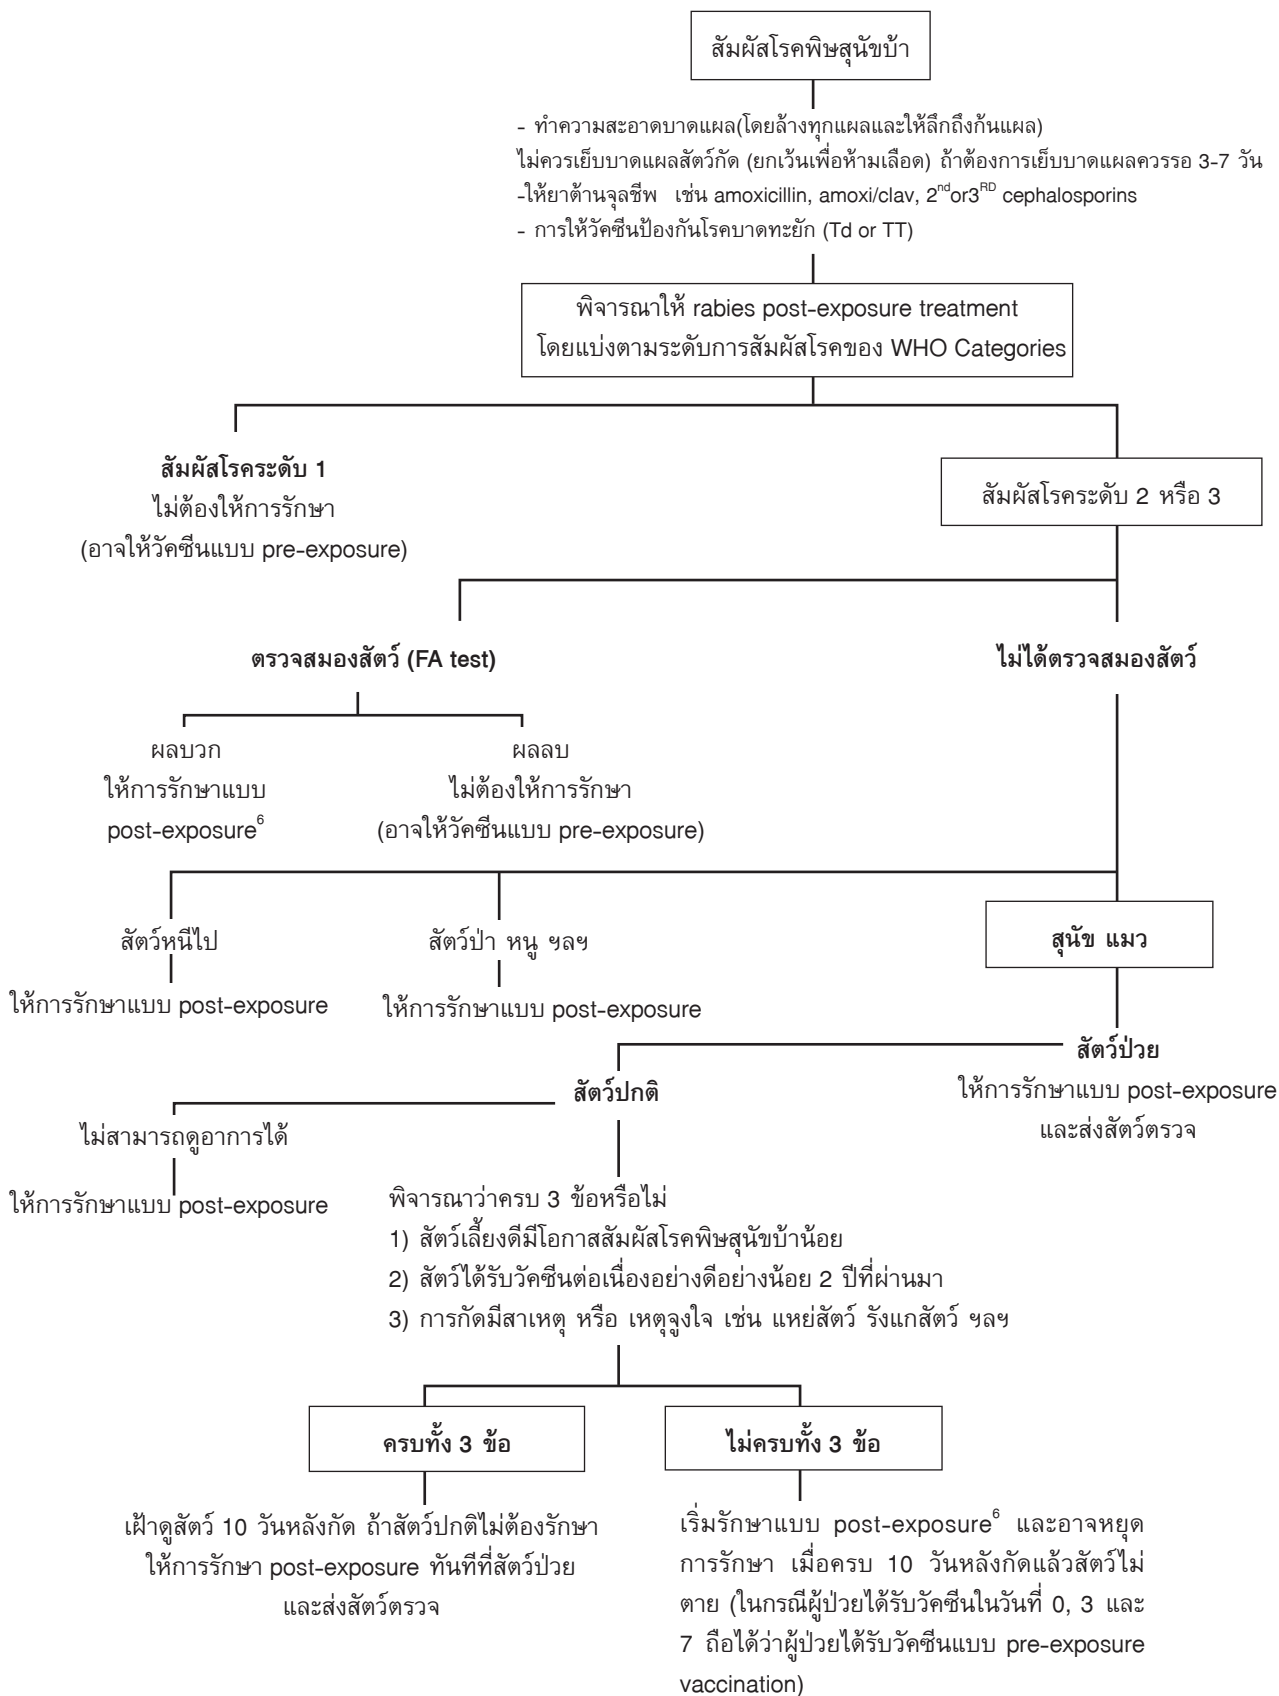 สัมผัสโรคพิษสุนัขบ้า
- ทำความสะอาดบาดแผล(โดยล้างทุกแผลและให้ลึกถึงก้นแผล)
ไม่ควรเย็บบาดแผลสัตว์กัด (ยกเว้นเพื่อห้ามเลือด) ถ้าต้องการเย็บบาดแผลควรรอ 3-7 วัน
-ให้ยาต้านจุลชีพ เช่น amoxicillin, amoxi/clav, 2ndor3RD cephalosporins
- การให้วัคซีนป้องกันโรคบาดทะยัก (Td or TT)
พิจารณาให้ rabies post-exposure treatment
โดยแบ่งตามระดับการสัมผัสโรคของ WHO Categories
สัมผัสโรคระดับ 1
ไม่ต้องให้การรักษา
(อาจให้วัคซีนแบบ pre-exposure)
สัมผัสโรคระดับ 2 หรือ 3
ตรวจสมองสัตว์ (FA test)
ไม่ได้ตรวจสมองสัตว์
ผลบวก
ให้การรักษาแบบ
post-exposure6
ผลลบ
ไม่ต้องให้การรักษา
(อาจให้วัคซีนแบบ pre-exposure)
สัตว์หนีไป
ให้การรักษาแบบ post-exposure
สัตว์ป่า หนู ฯลฯ
ให้การรักษาแบบ post-exposure
สุนัข แมว
สัตว์ป่วย
ให้การรักษาแบบ post-exposure
และส่งสัตว์ตรวจ
สัตว์ปกติ
ไม่สามารถดูอาการได้
ให้การรักษาแบบ post-exposure
พิจารณาว่าครบ 3 ข้อหรือไม่
1) สัตว์เลี้ยงดีมีโอกาสสัมผัสโรคพิษสุนัขบ้าน้อย
2) สัตว์ได้รับวัคซีนต่อเนื่องอย่างดีอย่างน้อย 2 ปีที่ผ่านมา
3) การกัดมีสาเหตุ หรือ เหตุจูงใจ เช่น แหย่สัตว์ รังแกสัตว์ ฯลฯ
ครบทั้ง 3 ข้อ
เฝ้าดูสัตว์ 10 วันหลังกัด ถ้าสัตว์ปกติไม่ต้องรักษา
ให้การรักษา post-exposure ทันทีที่สัตว์ป่วย
และส่งสัตว์ตรวจ
ไม่ครบทั้ง 3 ข้อ
เริ่มรักษาแบบ post-exposure6 และอาจหยุด
การรักษา เมื่อครบ 10 วันหลังกัดแล้วสัตว์ไม่
ตาย (ในกรณีผู้ป่วยได้รับวัคซีนในวันที่ 0, 3 และ
7 ถือได้ว่าผู้ป่วยได้รับวัคซีนแบบ pre-exposure
vaccination)